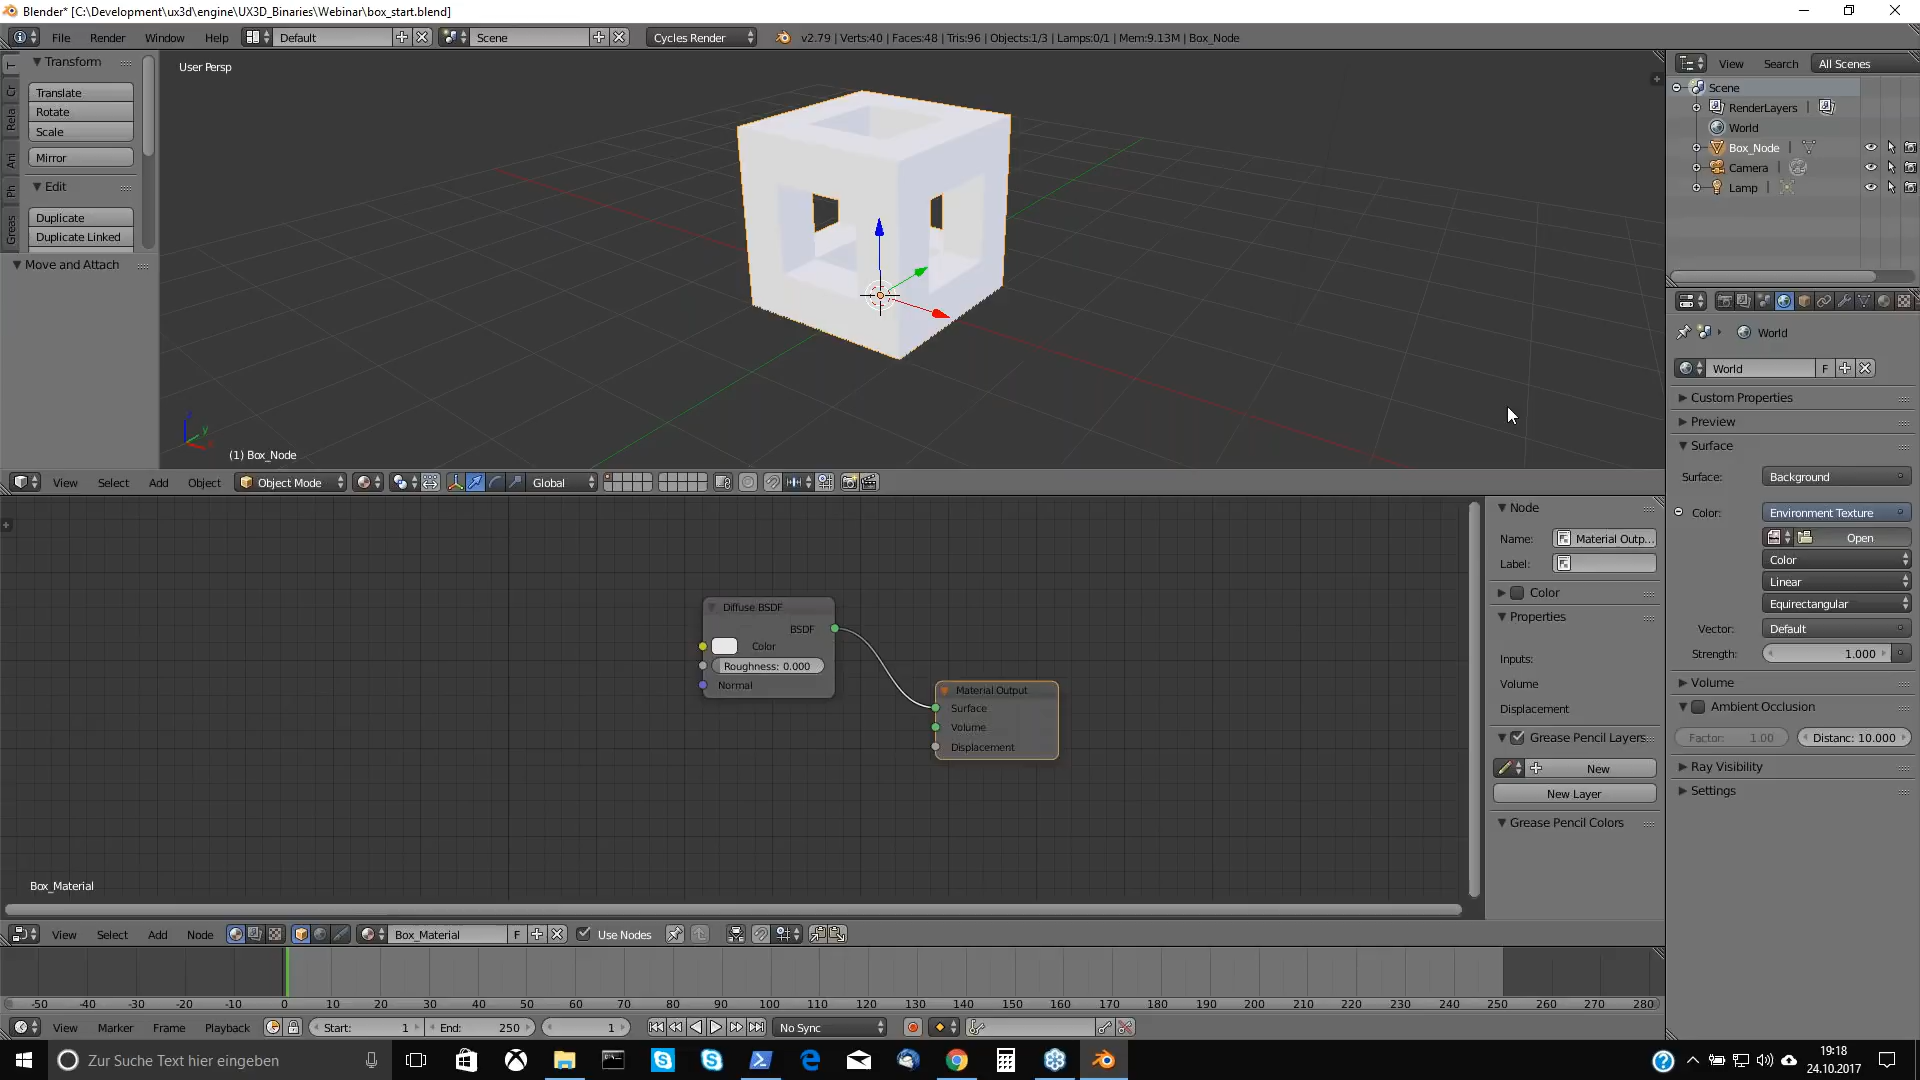 Blender* [C:\Development\ux3d\engine\UX3D_Binaries\Webinar\box_start.blend]
File Render Window Help Default Scene Cycles Render v2.79 | Verts:40 | Faces:48 | Tris:96 | Objects:1/3 | Lamps:0/1 | Mem:9.13M | Box_Node
Transform
Translate
Rotate
Scale
Mirror
Edit
Duplicate
Duplicate Linked
Move and Attach
T
Cr
Rela
Ani
Ph
Greas
User Persp
(1) Box_Node
View Select Add Object Object Mode Global
View Search All Scenes
Scene
RenderLayers |
World
Box_Node |
Camera |
Lamp |
World
World F
Custom Properties
Preview
Surface
Surface: Background
Color: Environment Texture
Open
Color
Linear
Equirectangular
Vector: Default
Strength: 1.000
Volume
Ambient Occlusion
Factor: 1.00 Distanc: 10.000
Ray Visibility
Settings
Diffuse BSDF
BSDF
Color
Roughness: 0.000
Normal
Material Output
Surface
Volume
Displacement
Box_Material
Node
Name: Material Outp...
Label:
Color
Properties
Inputs:
Volume
Displacement
Grease Pencil Layers
New
New Layer
Grease Pencil Colors
View Select Add Node Box_Material F Use Nodes
-50 -40 -30 -20 -10 0 10 20 30 40 50 60 70 80 90 100 110 120 130 140 150 160 170 180 190 200 210 220 230 240 250 260 270 280
View Marker Frame Playback Start: 1 End: 250 1 No Sync
Zur Suche Text hier eingeben
19:18
24.10.2017